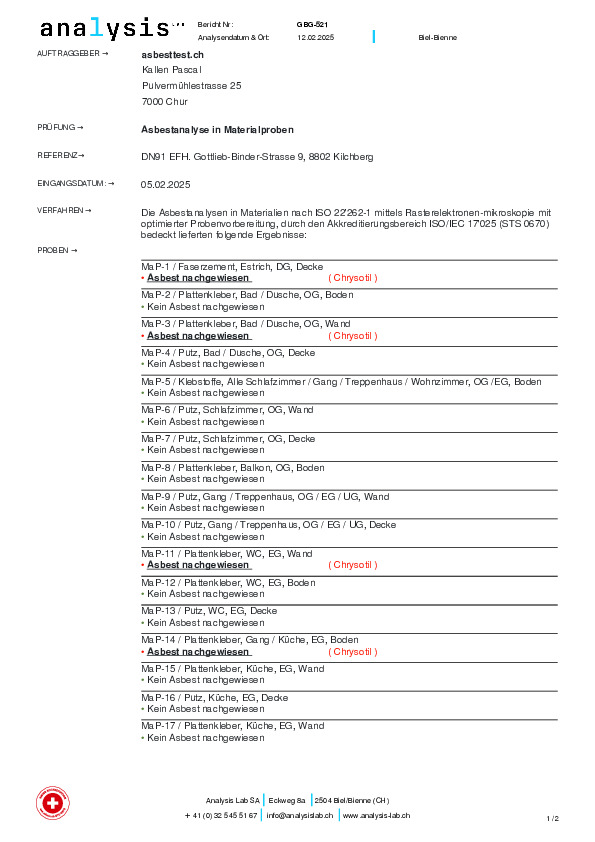 analysis
Bericht Nr: GBG-521
Analysendatum & Ort: 12.02.2025 Biel-Bienne
AUFTRAGGEBER → asbesttest.ch
Kallen Pascal
Pulvermühlestrasse 25
7000 Chur
PRÜFUNG → Asbestanalyse in Materialproben
REFERENZ → DN91 EFH. Gottlieb-Binder-Strasse 9, 8802 Kilchberg
EINGANGSDATUM: → 05.02.2025
VERFAHREN → Die Asbestanalysen in Materialien nach ISO 22'262-1 mittels Rasterelektronen-mikroskopie mit
optimierter Probenvorbereitung, durch den Akkreditierungsbereich ISO/IEC 17025 (STS 0670)
bedeckt lieferten folgende Ergebnisse:
PROBEN →
MaP-1 / Faserzement, Estrich, DG, Decke
• Asbest nachgewiesen ( Chrysotil )
MaP-2 / Plattenkleber, Bad / Dusche, OG, Boden
• Kein Asbest nachgewiesen
MaP-3 / Plattenkleber, Bad / Dusche, OG, Wand
• Asbest nachgewiesen ( Chrysotil )
MaP-4 / Putz, Bad / Dusche, OG, Decke
• Kein Asbest nachgewiesen
MaP-5 / Klebstoffe, Alle Schlafzimmer / Gang / Treppenhaus / Wohnzimmer, OG /EG, Boden
• Kein Asbest nachgewiesen
MaP-6 / Putz, Schlafzimmer, OG, Wand
• Kein Asbest nachgewiesen
MaP-7 / Putz, Schlafzimmer, OG, Decke
• Kein Asbest nachgewiesen
MaP-8 / Plattenkleber, Balkon, OG, Boden
• Kein Asbest nachgewiesen
MaP-9 / Putz, Gang / Treppenhaus, OG / EG / UG, Wand
• Kein Asbest nachgewiesen
MaP-10 / Putz, Gang / Treppenhaus, OG / EG / UG, Decke
• Kein Asbest nachgewiesen
MaP-11 / Plattenkleber, WC, EG, Wand
• Asbest nachgewiesen ( Chrysotil )
MaP-12 / Plattenkleber, WC, EG, Boden
• Kein Asbest nachgewiesen
MaP-13 / Putz, WC, EG, Decke
• Kein Asbest nachgewiesen
MaP-14 / Plattenkleber, Gang / Küche, EG, Boden
• Asbest nachgewiesen ( Chrysotil )
MaP-15 / Plattenkleber, Küche, EG, Wand
• Kein Asbest nachgewiesen
MaP-16 / Putz, Küche, EG, Decke
• Kein Asbest nachgewiesen
MaP-17 / Plattenkleber, Küche, EG, Wand
• Kein Asbest nachgewiesen
Analysis Lab SA | Eckweg 8a | 2504 Biel/Bienne (CH)
+ 41 (0) 32 545 51 67 | info@analysislab.ch | www.analysis-lab.ch
1 / 2